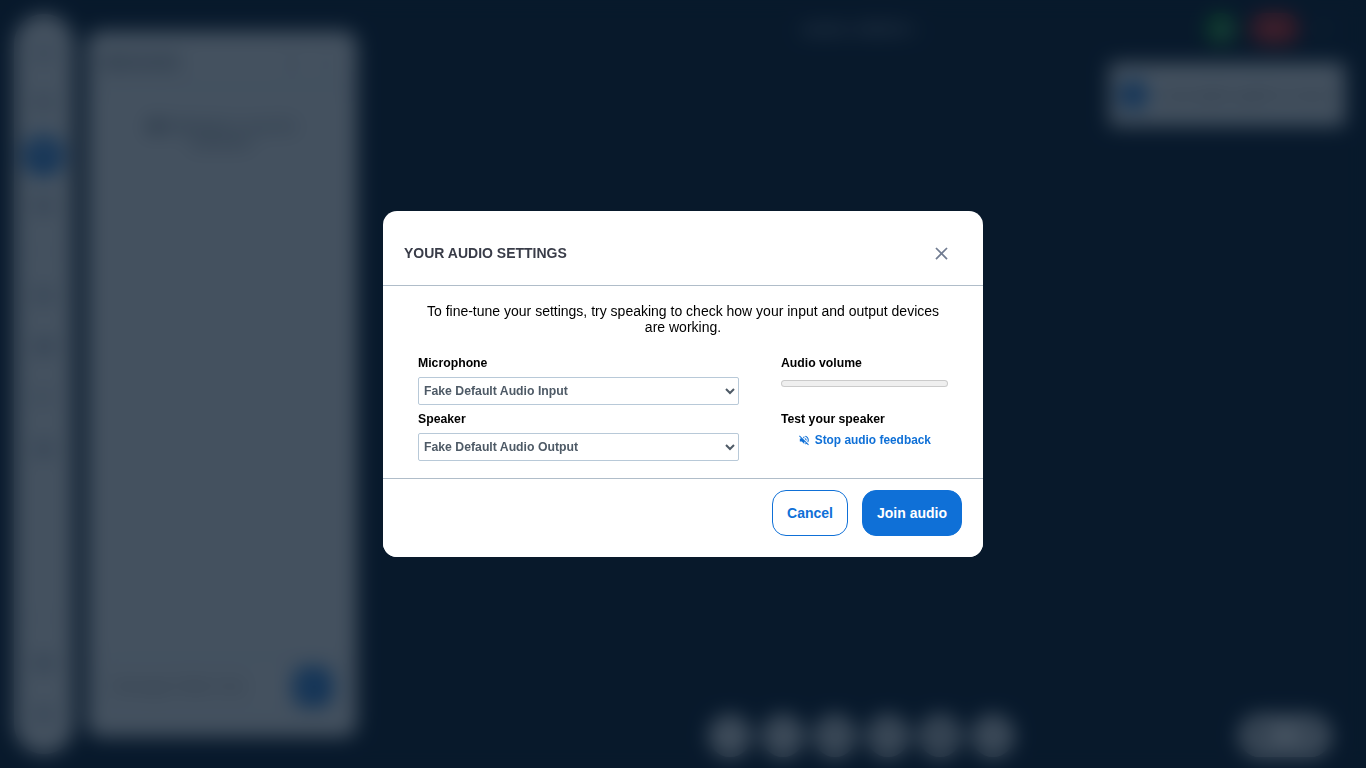 YOUR AUDIO SETTINGS
To fine-tune your settings, try speaking to check how your input and output devices
are working.
Microphone
Audio volume
Fake Default Audio Input
Speaker
Test your speaker
Stop audio feedback
Fake Default Audio Output
Cancel
Join audio